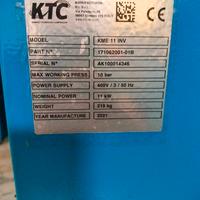 KTC
MODEL KME 11 INV
PART N° 171062001-01B
SERIAL N° AK100014346
MAX WORKING PRESS 10 bar
POWER SUPPLY 400V / 3 / 50 Hz
NOMINAL POWER 11 kW
WEIGHT 219 kg
YEAR MANUFACTURE 2021